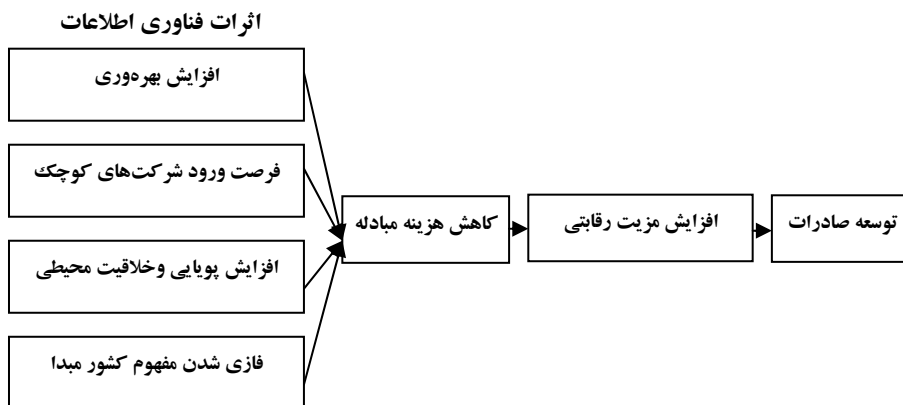 اثرات فناوری اطلاعات
افزایش بهره‌وری
فرصت ورود شرکت‌های کوچک
افزایش پویایی وخلاقیت محیطی
فازی شدن مفهوم کشور مبدا
کاهش هزینه مبادله
افزایش مزیت رقابتی
توسعه صادرات